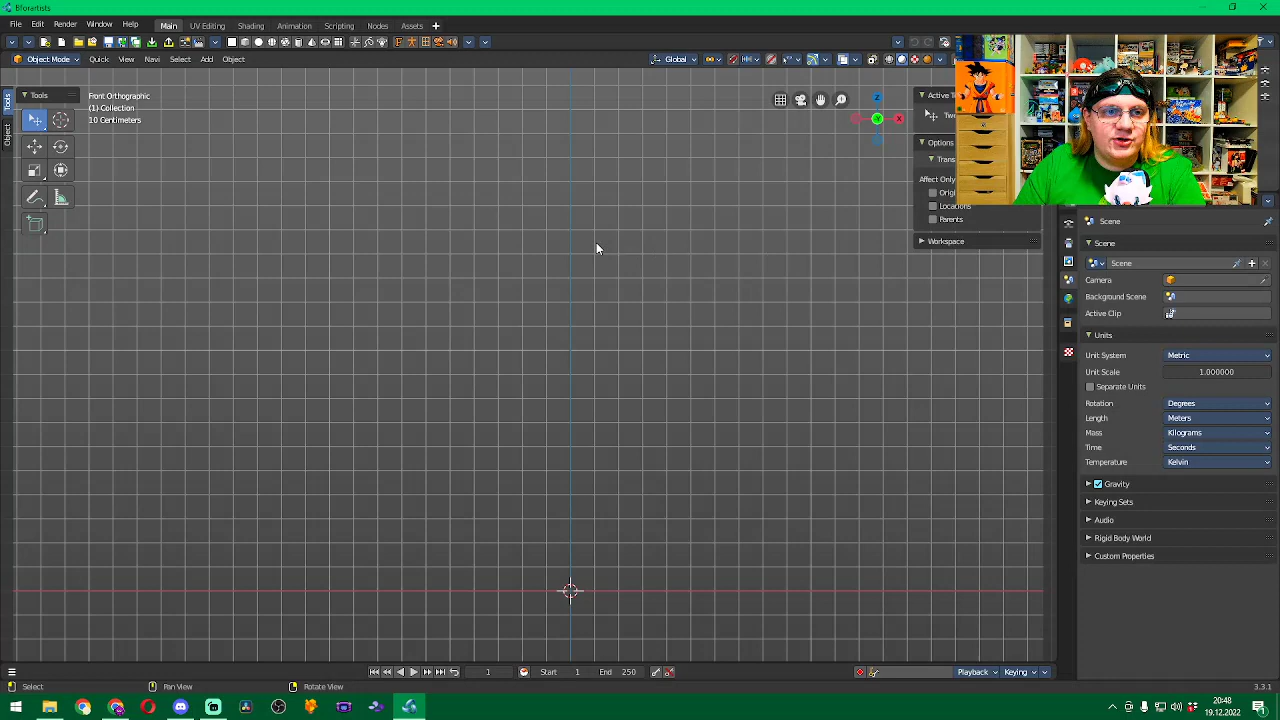 Bforartists
File Edit Render Window Help
Main UV Editing Shading Animation Scripting Nodes Assets
Object Mode Quick View Navi Select Add Object
Global
Tools
Front Orthographic
(1) Collection
10 Centimeters
Z
Y
X
Options
Affect Only
Locations
Parents
Workspace
Scene
Scene
Scene
Camera
Background Scene
Active Clip
Units
Unit System Metric
Unit Scale 1.000000
Separate Units
Rotation Degrees
Length Meters
Mass Kilograms
Time Seconds
Temperature Kelvin
Gravity
Keying Sets
Audio
Rigid Body World
Custom Properties
1 Start 1 End 250 Playback Keying
Select Pan View Rotate View 3.3.1
20:48
19.12.2022